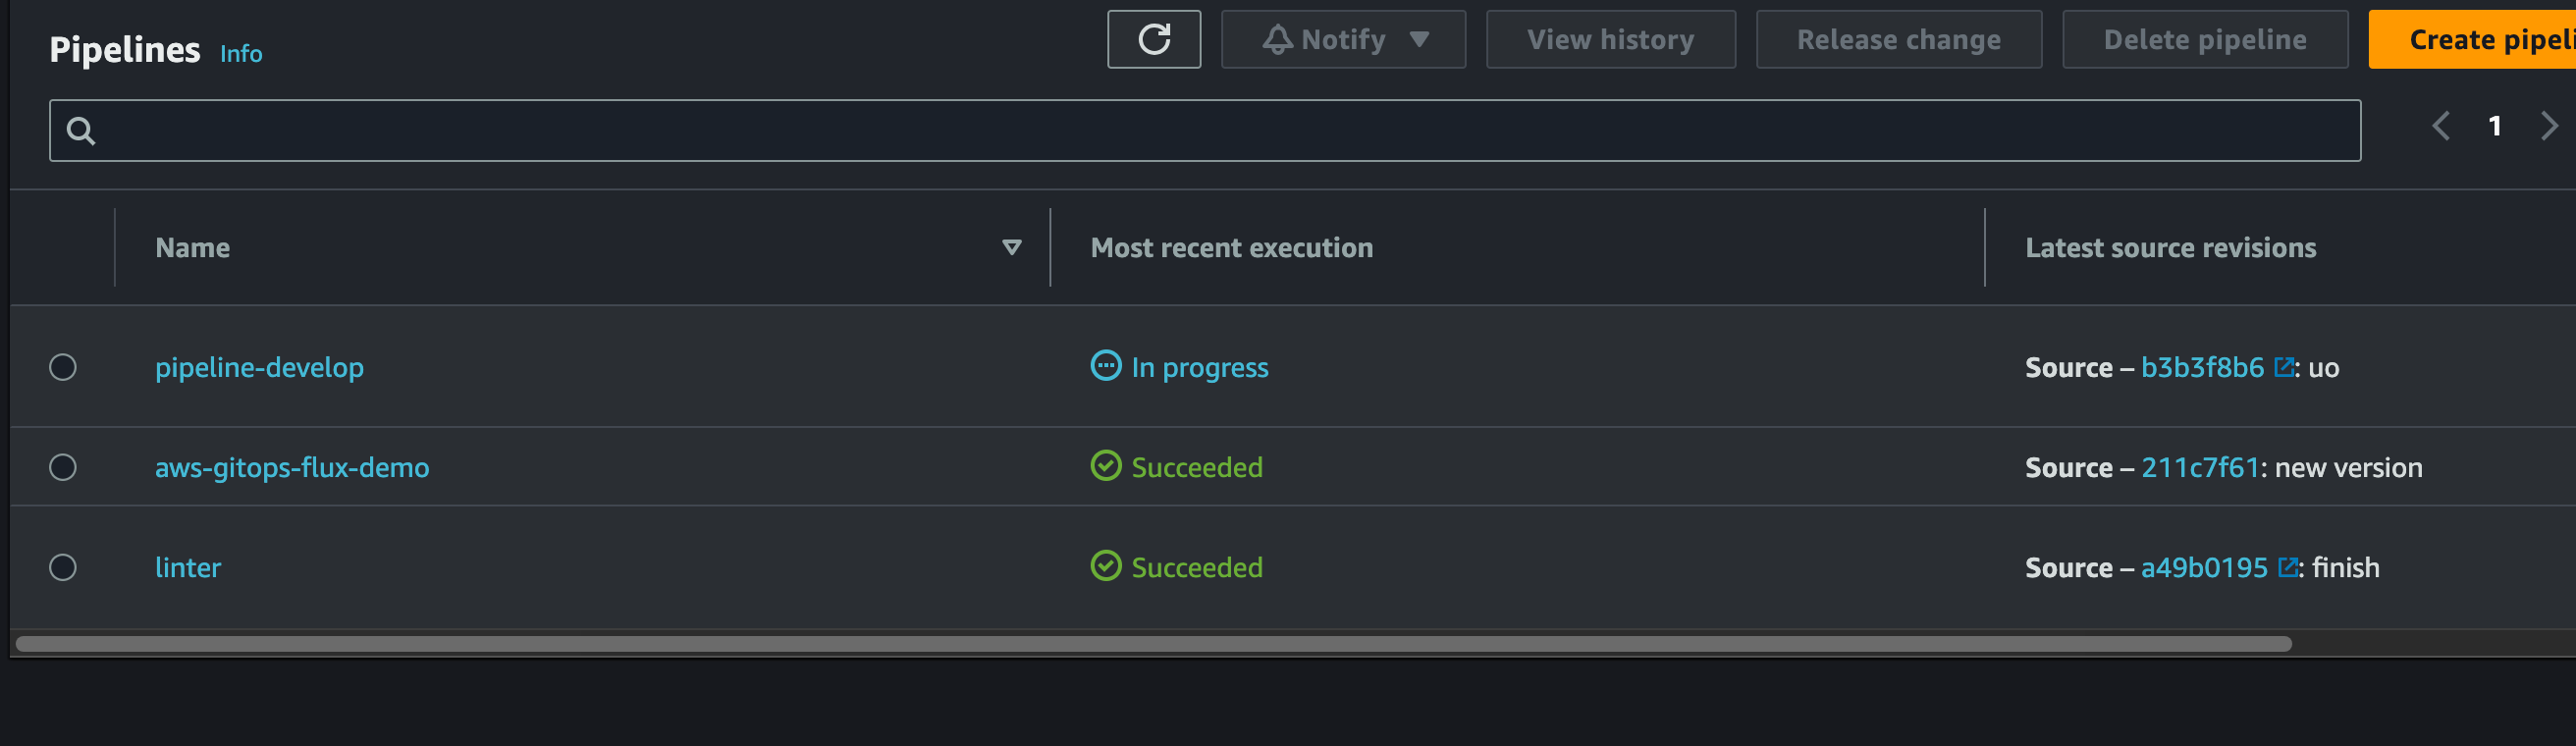 Pipelines Info Notify View history Release change Delete pipeline Create pipeli
1
Name Most recent execution Latest source revisions
pipeline-develop In progress Source – b3b3f8b6 : uo
aws-gitops-flux-demo Succeeded Source – 211c7f61: new version
linter Succeeded Source – a49b0195 : finish